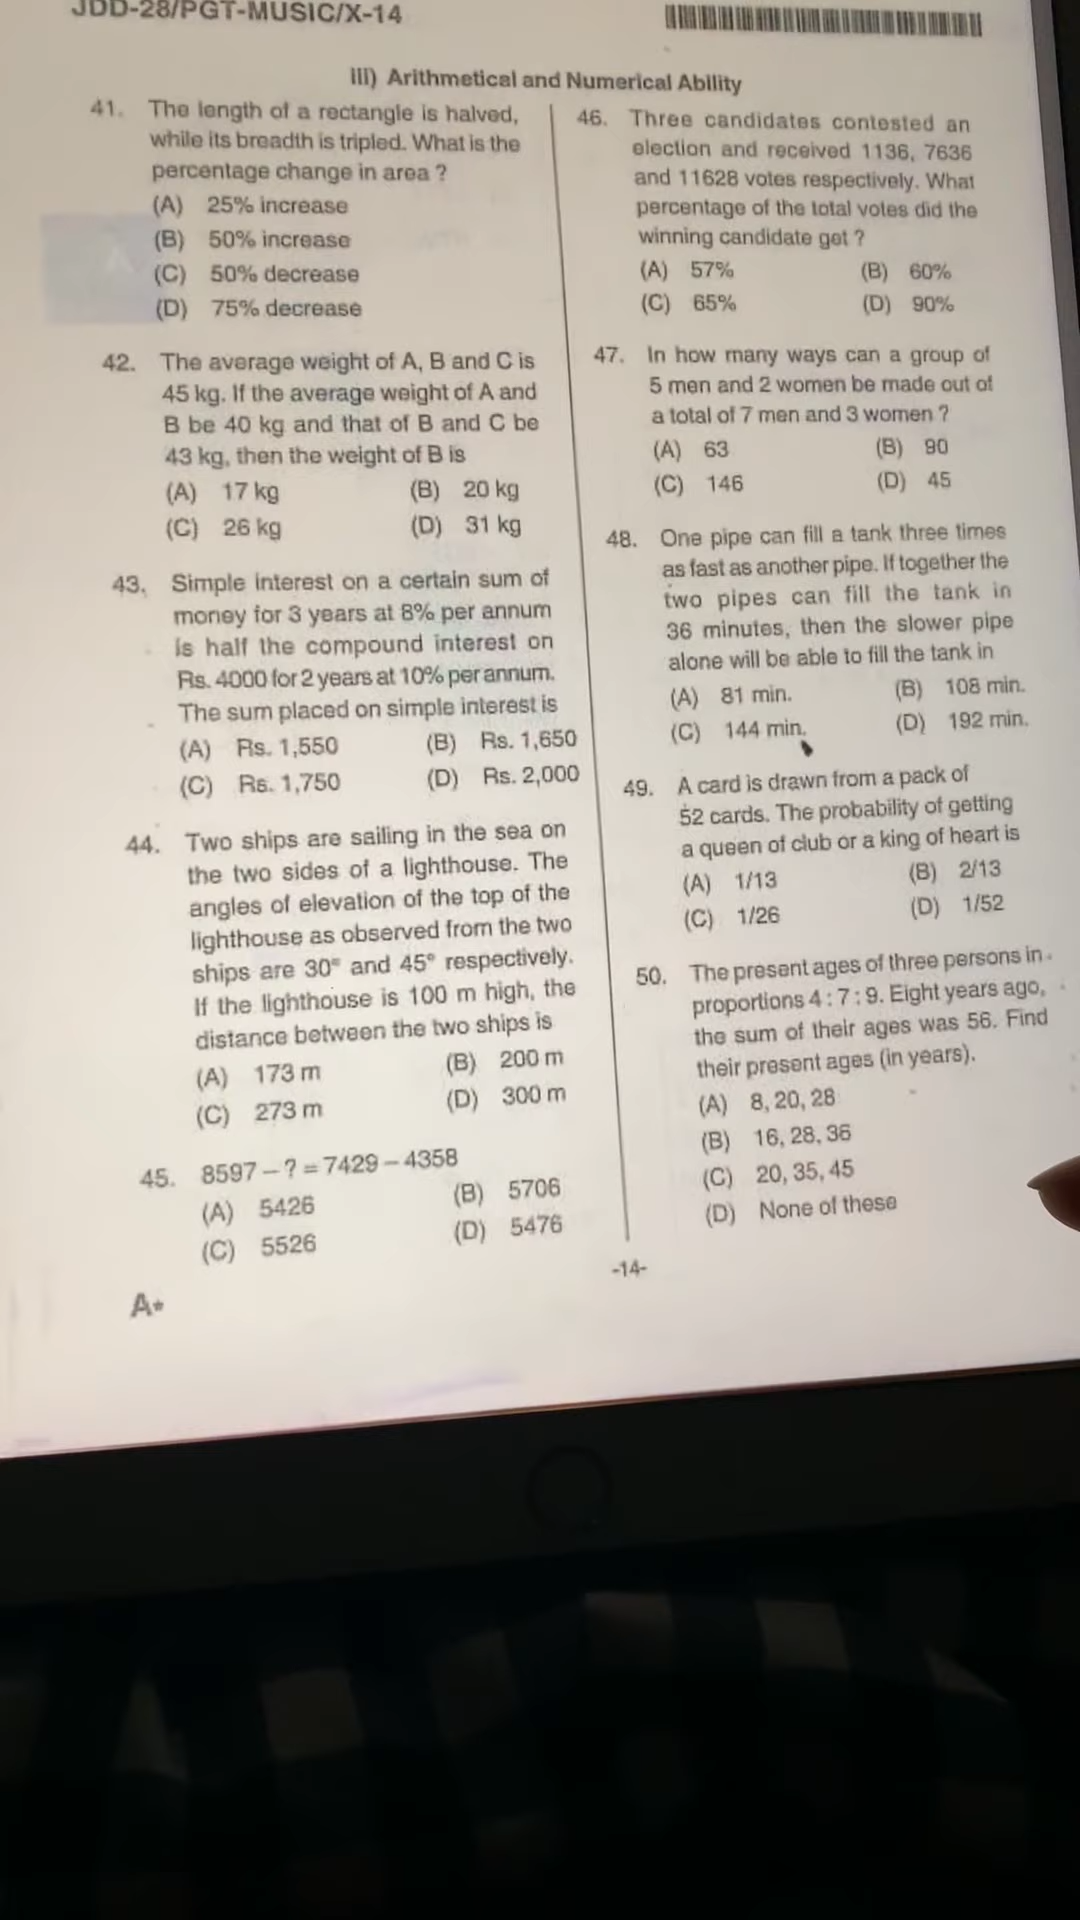 JDD-28/PGT-MUSIC/X-14
III) Arithmetical and Numerical Ability
41. The length of a rectangle is halved,
while its breadth is tripled. What is the
percentage change in area ?
(A) 25% increase
(B) 50% increase
(C) 50% decrease
(D) 75% decrease
42. The average weight of A, B and C is
45 kg. If the average weight of A and
B be 40 kg and that of B and C be
43 kg, then the weight of B is
(A) 17 kg (B) 20 kg
(C) 26 kg (D) 31 kg
43. Simple interest on a certain sum of
money for 3 years at 8% per annum
is half the compound interest on
Rs. 4000 for 2 years at 10% per annum.
The sum placed on simple interest is
(A) Rs. 1,550 (B) Rs. 1,650
(C) Rs. 1,750 (D) Rs. 2,000
44. Two ships are sailing in the sea on
the two sides of a lighthouse. The
angles of elevation of the top of the
lighthouse as observed from the two
ships are 30° and 45° respectively.
If the lighthouse is 100 m high, the
distance between the two ships is
(A) 173 m (B) 200 m
(C) 273 m (D) 300 m
45. 8597 – ? = 7429 – 4358
(A) 5426 (B) 5706
(C) 5526 (D) 5476
46. Three candidates contested an
election and received 1136, 7636
and 11628 votes respectively. What
percentage of the total votes did the
winning candidate get ?
(A) 57% (B) 60%
(C) 65% (D) 90%
47. In how many ways can a group of
5 men and 2 women be made out of
a total of 7 men and 3 women ?
(A) 63 (B) 90
(C) 146 (D) 45
48. One pipe can fill a tank three times
as fast as another pipe. If together the
two pipes can fill the tank in
36 minutes, then the slower pipe
alone will be able to fill the tank in
(A) 81 min. (B) 108 min.
(C) 144 min. (D) 192 min.
49. A card is drawn from a pack of
52 cards. The probability of getting
a queen of club or a king of heart is
(A) 1/13 (B) 2/13
(C) 1/26 (D) 1/52
50. The present ages of three persons in
proportions 4 : 7 : 9. Eight years ago,
the sum of their ages was 56. Find
their present ages (in years).
(A) 8, 20, 28
(B) 16, 28, 36
(C) 20, 35, 45
(D) None of these
-14-
A*